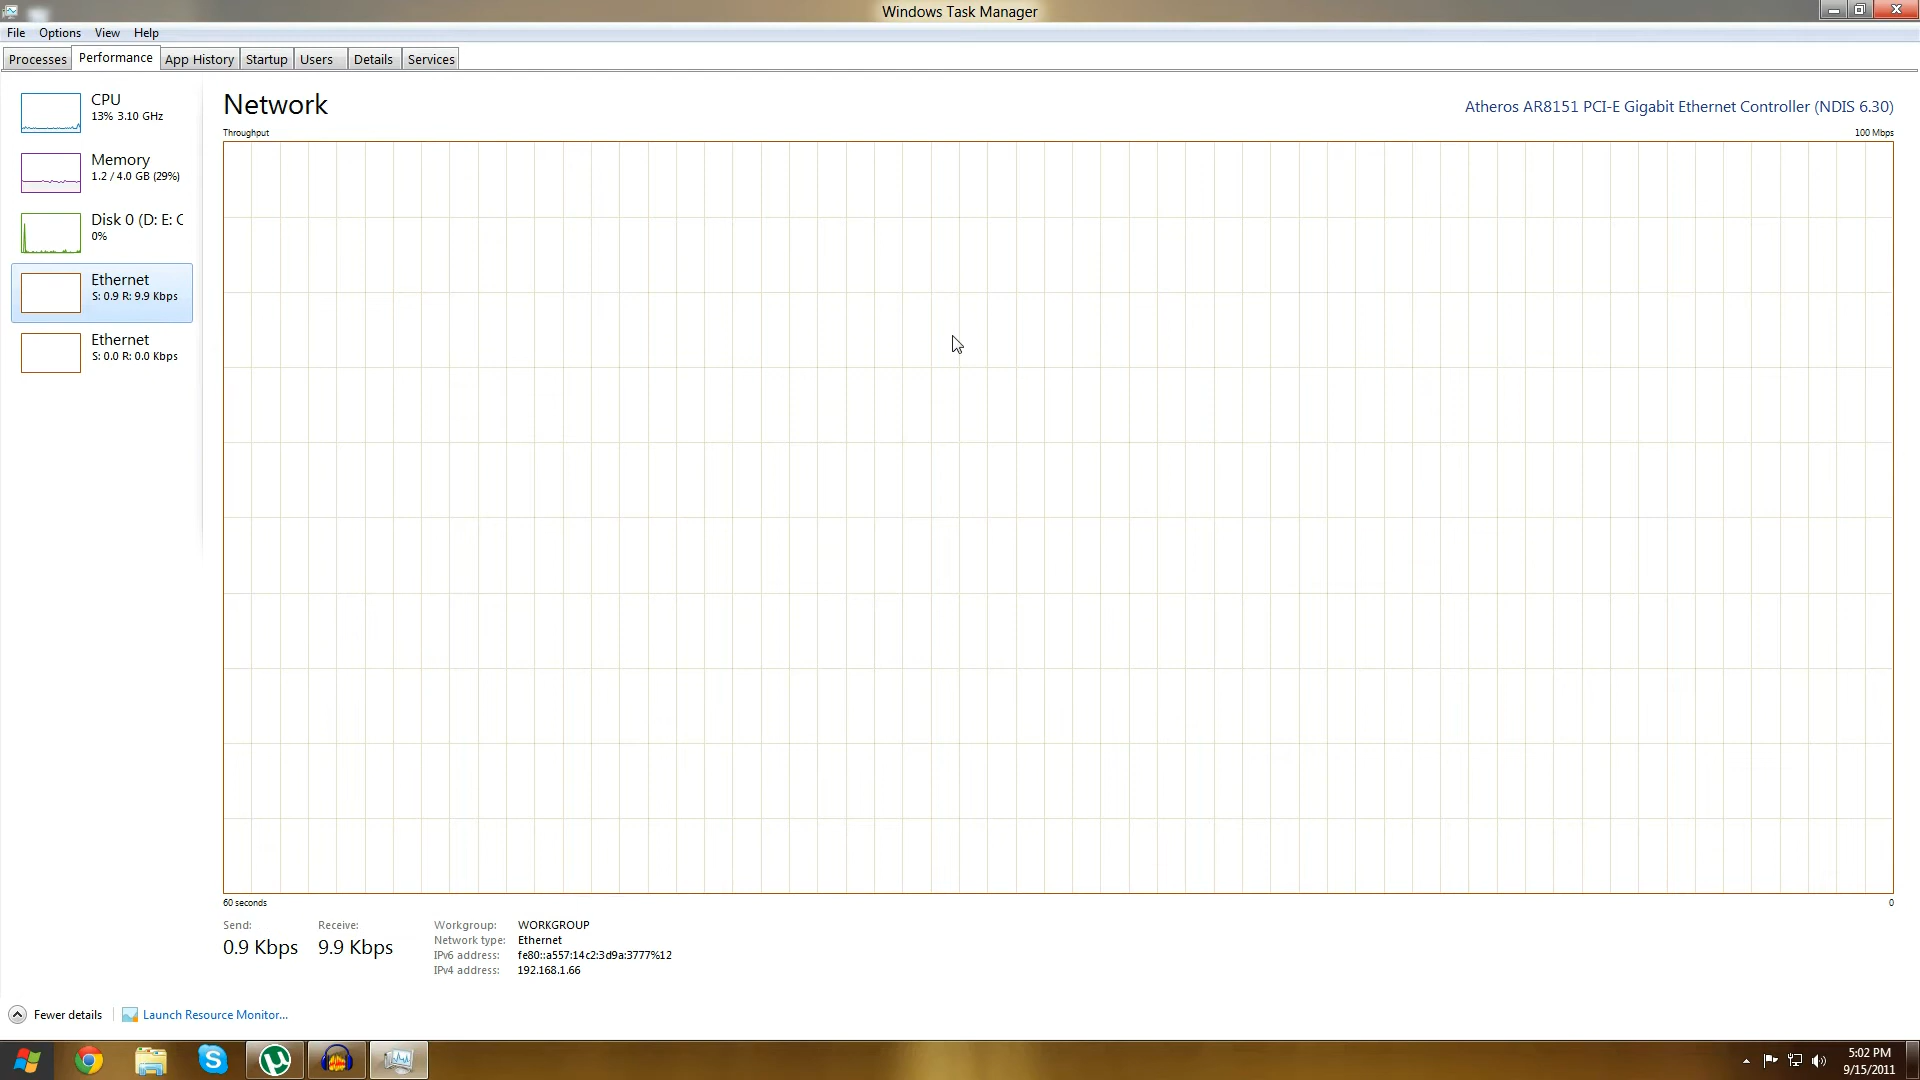 Windows Task Manager
File Options View Help
Processes Performance App History Startup Users Details Services
CPU
13% 3.10 GHz
Memory
1.2 / 4.0 GB (29%)
Disk 0 (D: E: C
0%
Ethernet
S: 0.9 R: 9.9 Kbps
Ethernet
S: 0.0 R: 0.0 Kbps
Network
Atheros AR8151 PCI-E Gigabit Ethernet Controller (NDIS 6.30)
Throughput
100 Mbps
60 seconds
0
Send:
0.9 Kbps
Receive:
9.9 Kbps
Workgroup: WORKGROUP
Network type: Ethernet
IPv6 address: fe80::a557:14c2:3d9a:3777%12
IPv4 address: 192.168.1.66
Fewer details
Launch Resource Monitor...
5:02 PM
9/15/2011